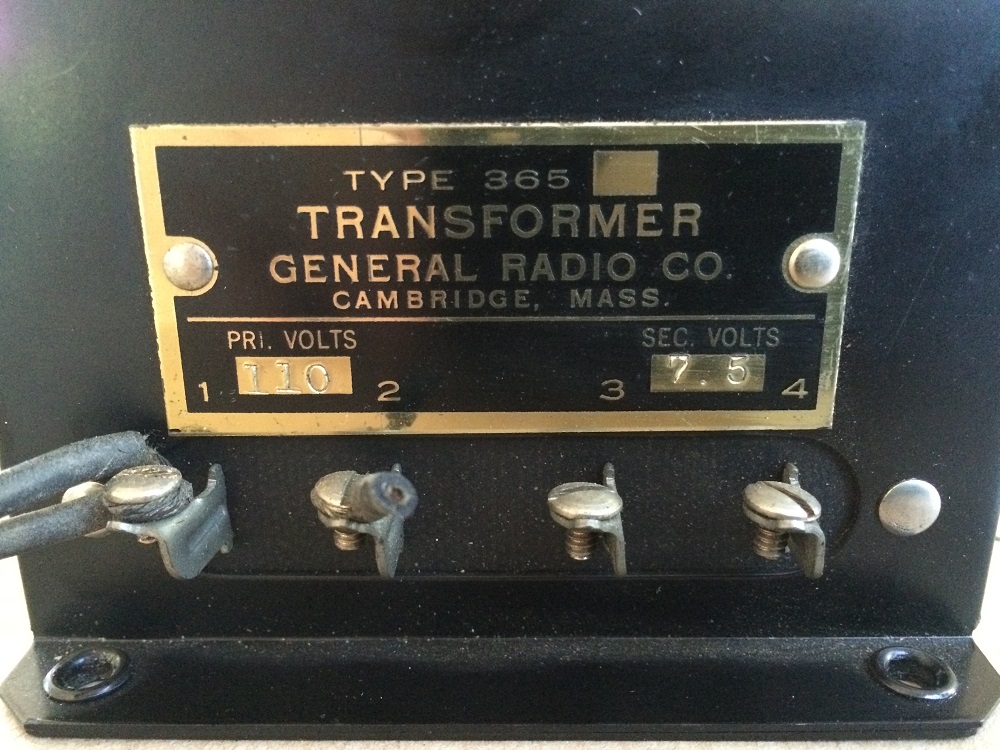 TYPE 365
TRANSFORMER
GENERAL RADIO CO.
CAMBRIDGE, MASS.
PRI. VOLTS SEC. VOLTS
1 110 2 3 7.5 4